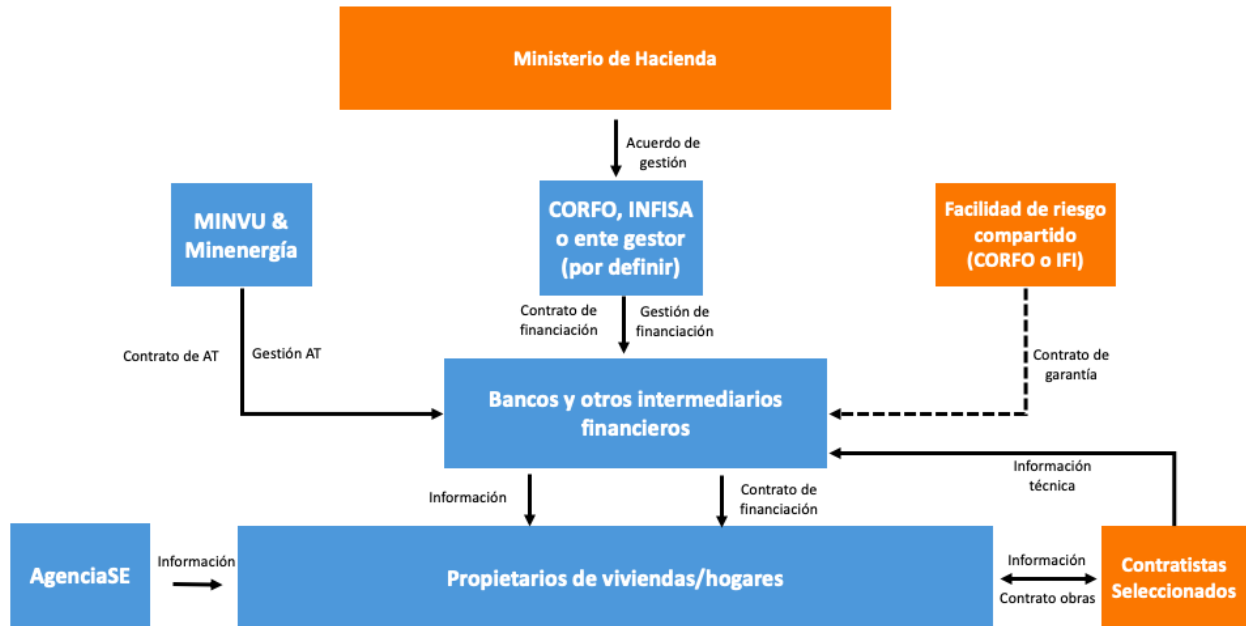 Ministerio de Hacienda
Acuerdo de
gestión
MINVU &
Minenergía
CORFO, INFISA
o ente gestor
(por definir)
Facilidad de riesgo
compartido
(CORFO o IFI)
Contrato de AT
Gestión AT
Contrato de
financiación
Gestión de
financiación
Contrato de
garantía
Bancos y otros intermediarios
financieros
Información
Contrato de
financiación
Información
técnica
AgenciaSE
Información
Propietarios de viviendas/hogares
Información
Contrato obras
Contratistas
Seleccionados